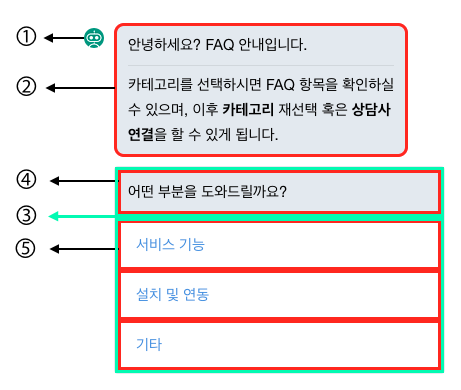 ①
안녕하세요? FAQ 안내입니다.
②
카테고리를 선택하시면 FAQ 항목을 확인하실
수 있으며, 이후 카테고리 재선택 혹은 상담사
연결을 할 수 있게 됩니다.
④
어떤 부분을 도와드릴까요?
③
⑤
서비스 기능
설치 및 연동
기타